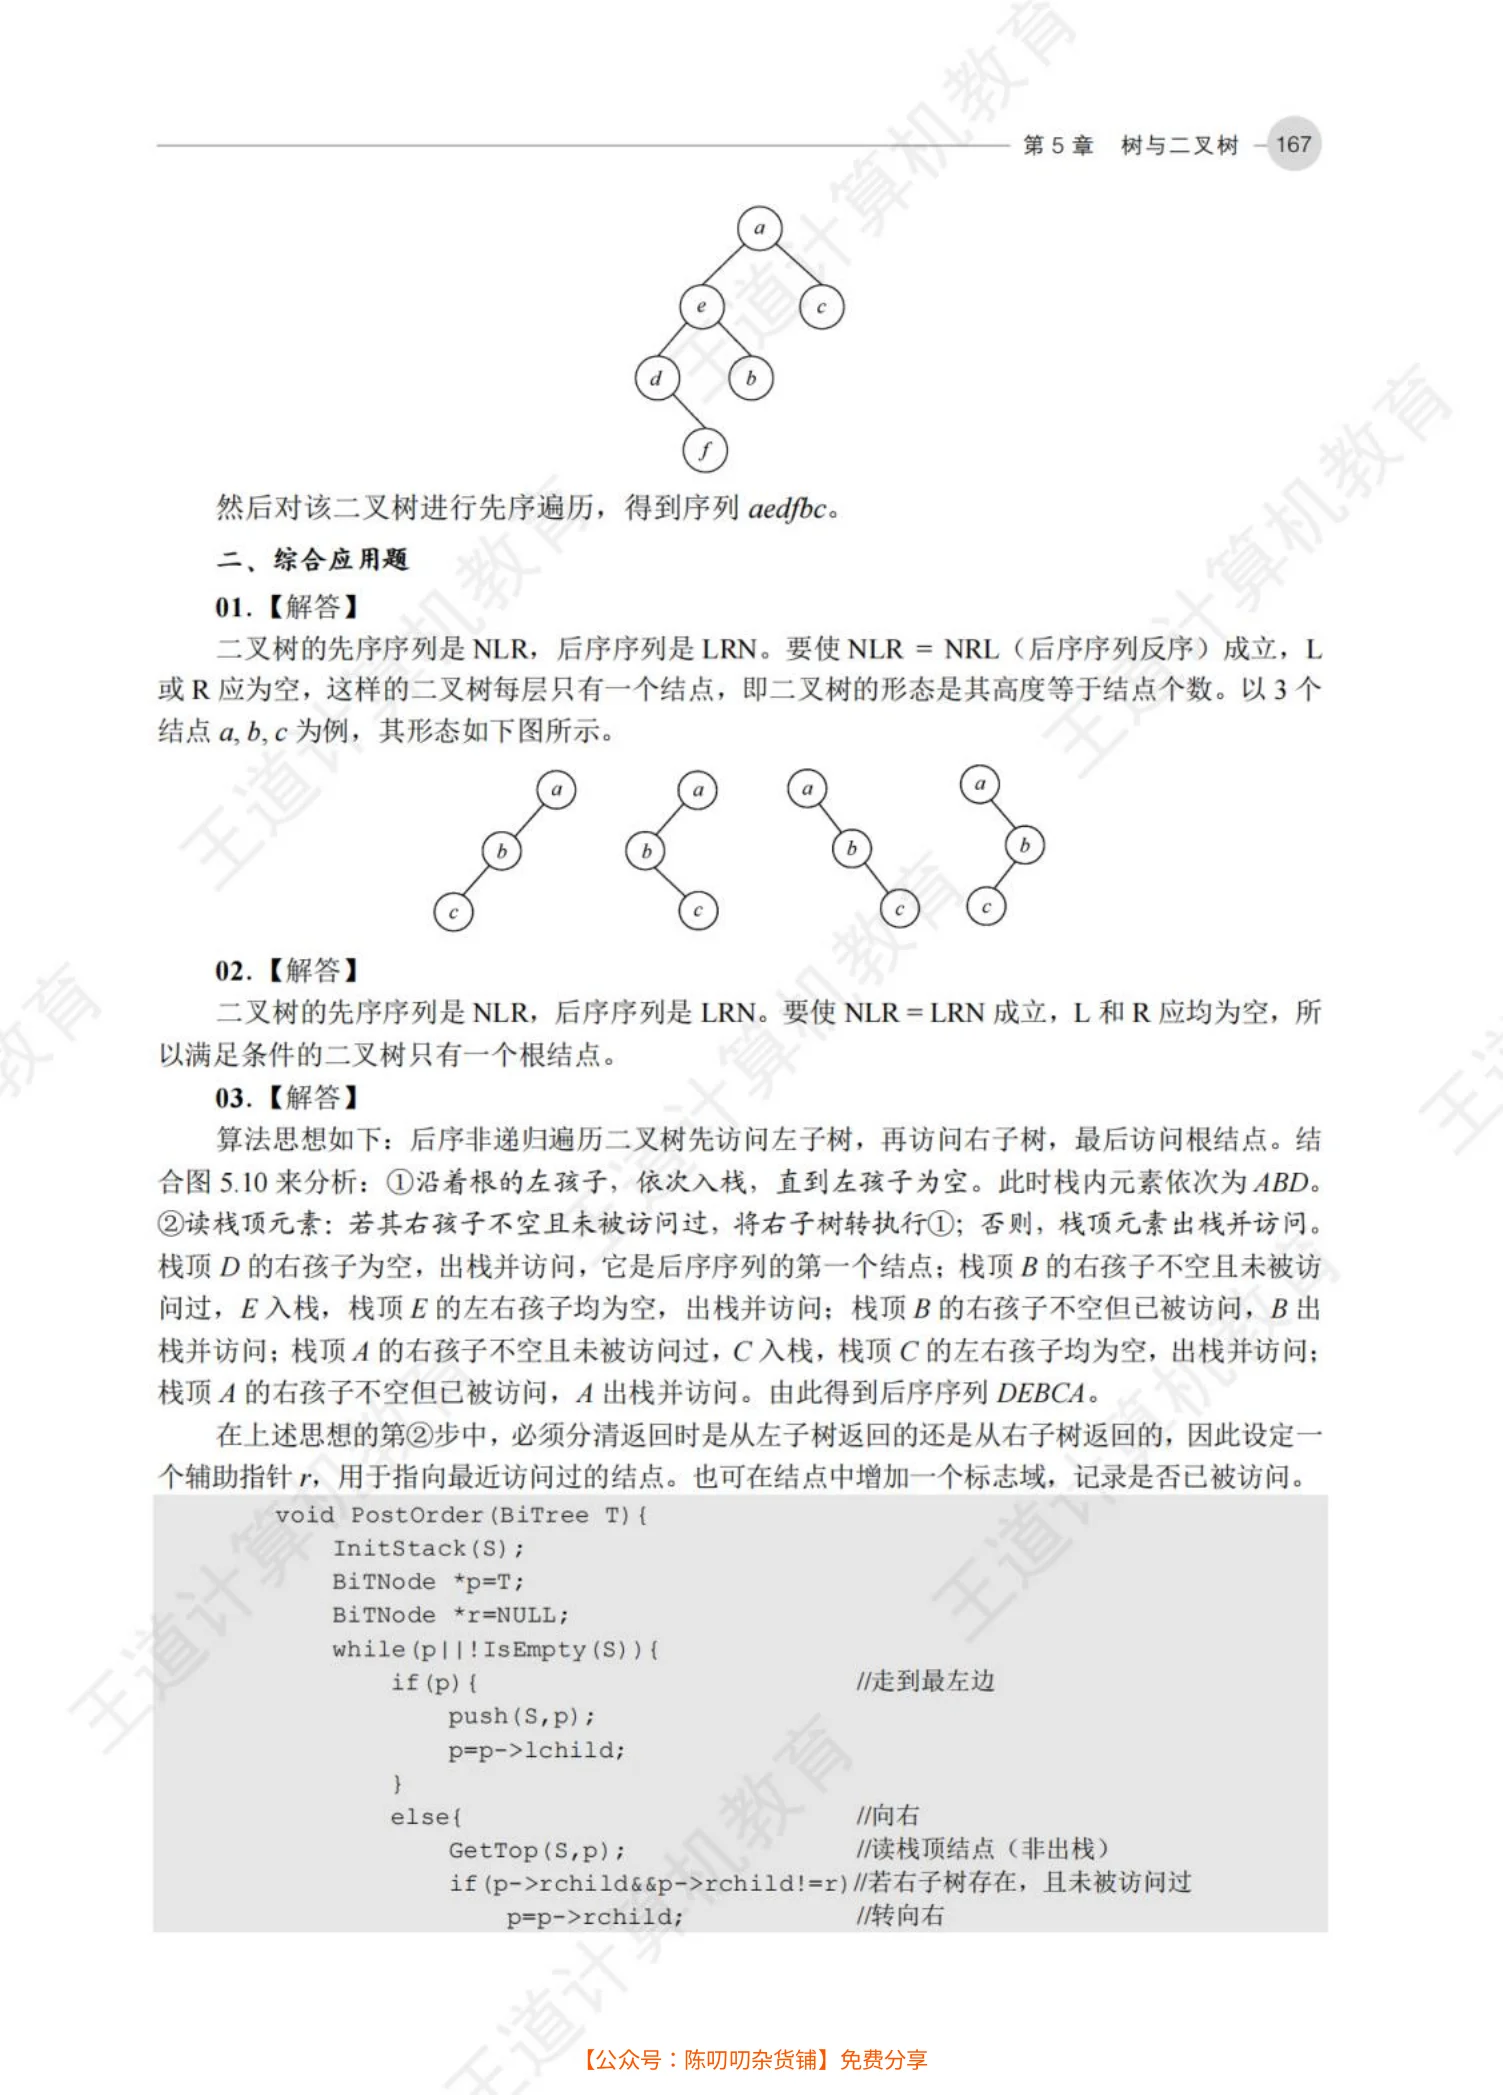 第 5 章 树与二叉树 167
a
e c
d b
f
然后对该二叉树进行先序遍历，得到序列 aedfbc。
二、综合应用题
01.【解答】
二叉树的先序序列是 NLR，后序序列是 LRN。要使 NLR = NRL（后序序列反序）成立，L
或 R 应为空，这样的二叉树每层只有一个结点，即二叉树的形态是其高度等于结点个数。以 3 个
结点 a, b, c 为例，其形态如下图所示。
a a a a
b b b b
c c c c
02.【解答】
二叉树的先序序列是 NLR，后序序列是 LRN。要使 NLR = LRN 成立，L 和 R 应均为空，所
以满足条件的二叉树只有一个根结点。
03.【解答】
算法思想如下：后序非递归遍历二叉树先访问左子树，再访问右子树，最后访问根结点。结
合图 5.10 来分析：①沿着根的左孩子，依次入栈，直到左孩子为空。此时栈内元素依次为 ABD。
②读栈顶元素：若其右孩子不空且未被访问过，将右子树转执行①；否则，栈顶元素出栈并访问。
栈顶 D 的右孩子为空，出栈并访问，它是后序序列的第一个结点；栈顶 B 的右孩子不空且未被访
问过，E 入栈，栈顶 E 的左右孩子均为空，出栈并访问；栈顶 B 的右孩子不空但已被访问，B 出
栈并访问；栈顶 A 的右孩子不空且未被访问过，C 入栈，栈顶 C 的左右孩子均为空，出栈并访问；
栈顶 A 的右孩子不空但已被访问，A 出栈并访问。由此得到后序序列 DEBCA。
在上述思想的第②步中，必须分清返回时是从左子树返回的还是从右子树返回的，因此设定一
个辅助指针 r，用于指向最近访问过的结点。也可在结点中增加一个标志域，记录是否已被访问。
void PostOrder(BiTree T){
InitStack(S);
BiTNode *p=T;
BiTNode *r=NULL;
while(p||!IsEmpty(S)){
if(p){ //走到最左边
push(S,p);
p=p->lchild;
}
else{ //向右
GetTop(S,p); //读栈顶结点（非出栈）
if(p->rchild&&p->rchild!=r)//若右子树存在，且未被访问过
p=p->rchild; //转向右
【公众号：陈叨叨杂货铺】免费分享
王道计算机教育